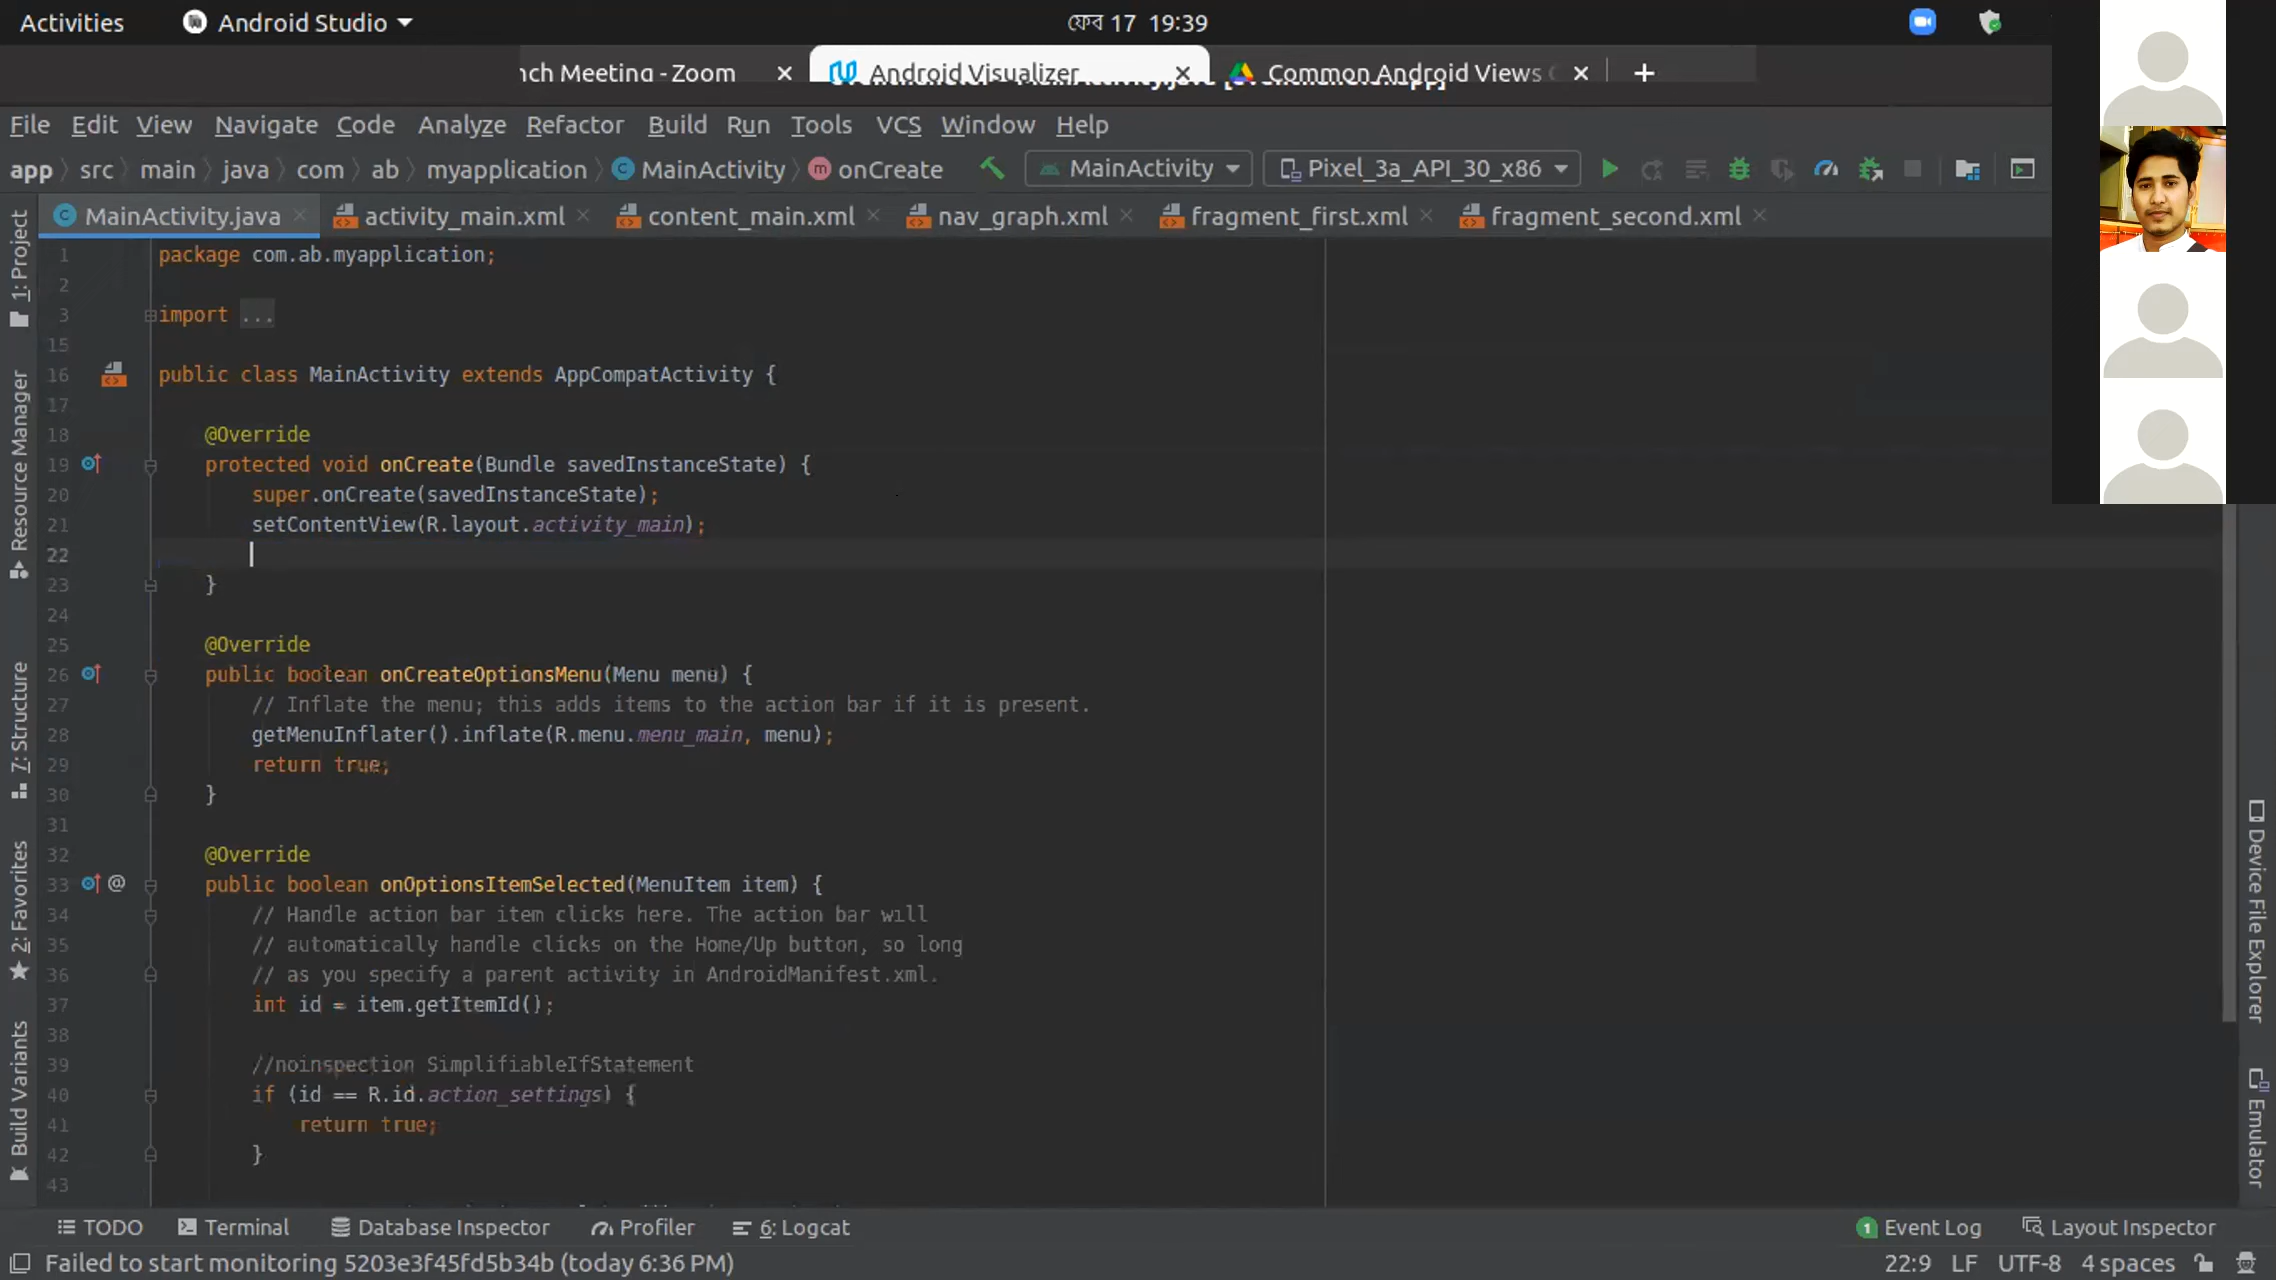 Activities Android Studio ফেব 17 19:39
nch Meeting - Zoom Android Visualizer Common Android Views
File Edit View Navigate Code Analyze Refactor Build Run Tools VCS Window Help
app src main java com ab myapplication MainActivity onCreate MainActivity Pixel_3a_API_30_x86
MainActivity.java activity_main.xml content_main.xml nav_graph.xml fragment_first.xml fragment_second.xml
1: Project
Resource Manager
7: Structure
2: Favorites
Build Variants
1 package com.ab.myapplication;
2
3 import ...
15
16 public class MainActivity extends AppCompatActivity {
17
18 @Override
19 protected void onCreate(Bundle savedInstanceState) {
20 super.onCreate(savedInstanceState);
21 setContentView(R.layout.activity_main);
22
23 }
24
25 @Override
26 public boolean onCreateOptionsMenu(Menu menu) {
27 // Inflate the menu; this adds items to the action bar if it is present.
28 getMenuInflater().inflate(R.menu.menu_main, menu);
29 return true;
30 }
31
32 @Override
33 @ public boolean onOptionsItemSelected(MenuItem item) {
34 // Handle action bar item clicks here. The action bar will
35 // automatically handle clicks on the Home/Up button, so long
36 // as you specify a parent activity in AndroidManifest.xml.
37 int id = item.getItemId();
38
39 //noinspection SimplifiableIfStatement
40 if (id == R.id.action_settings) {
41 return true;
42 }
43
Device File Explorer
Emulator
TODO Terminal Database Inspector Profiler 6: Logcat 1 Event Log Layout Inspector
Failed to start monitoring 5203e3f45fd5b34b (today 6:36 PM) 22:9 LF UTF-8 4 spaces